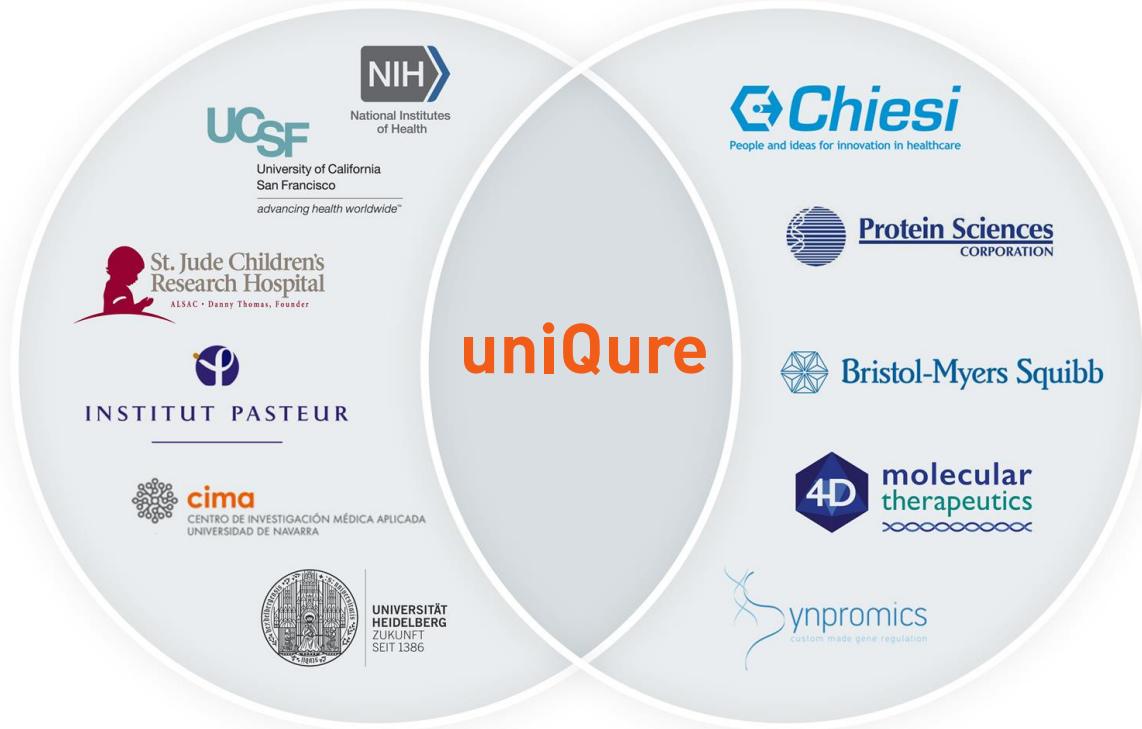 NIH
National Institutes
of Health
UCSF
University of California
San Francisco
advancing health worldwide™
St. Jude Children's
Research Hospital
ALSAC • Danny Thomas, Founder
INSTITUT PASTEUR
cima
CENTRO DE INVESTIGACIÓN MÉDICA APLICADA
UNIVERSIDAD DE NAVARRA
UNIVERSITÄT
HEIDELBERG
ZUKUNFT
SEIT 1386
uniQure
Chiesi
People and ideas for innovation in healthcare
Protein Sciences
CORPORATION
Bristol-Myers Squibb
4D
molecular
therapeutics
Synpromics
custom made gene regulation